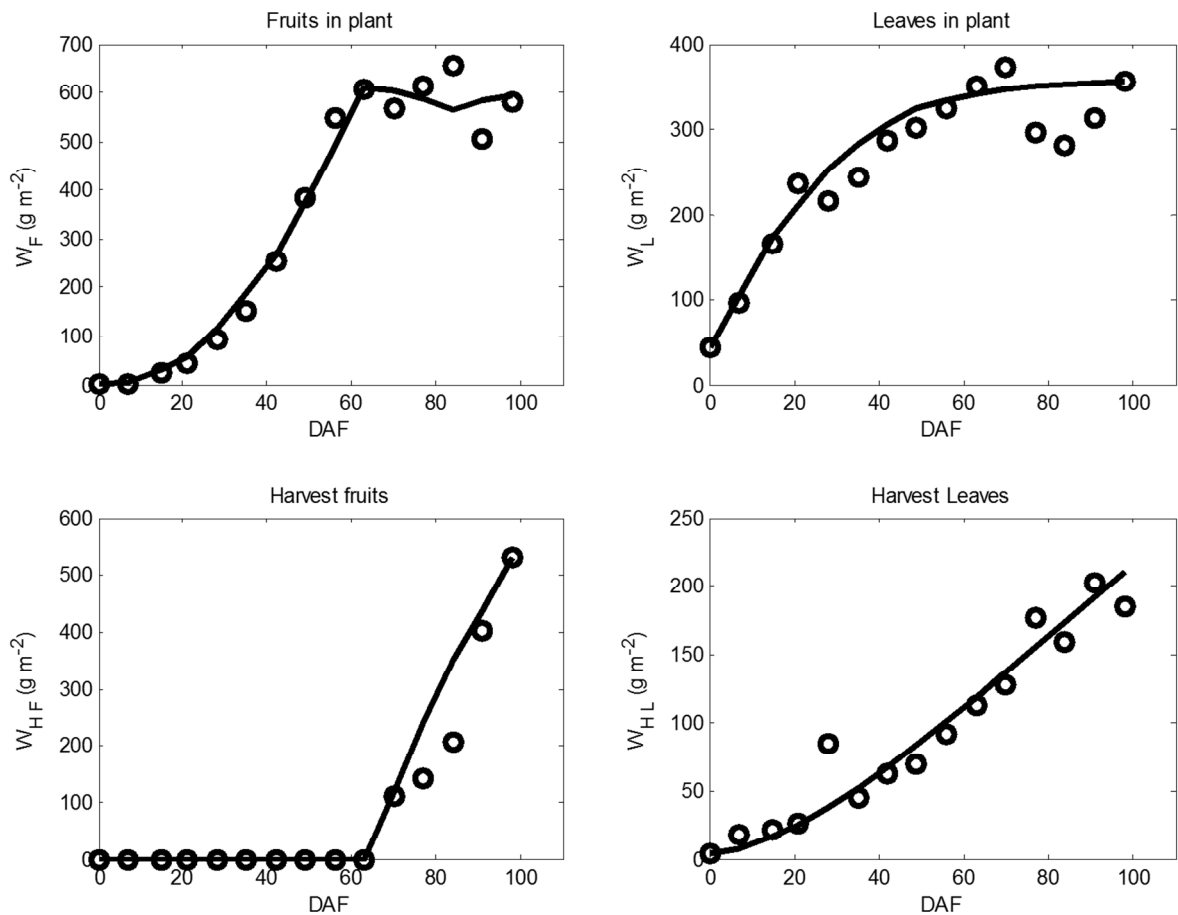 Fruits in plant
700
600
500
400
300
200
100
0
0 20 40 60 80 100
W_F (g m⁻²)
DAF
Leaves in plant
400
300
200
100
0
0 20 40 60 80 100
W_L (g m⁻²)
DAF
Harvest fruits
600
500
400
300
200
100
0
0 20 40 60 80 100
W_H F (g m⁻²)
DAF
Harvest Leaves
250
200
150
100
50
0
0 20 40 60 80 100
W_H L (g m⁻²)
DAF